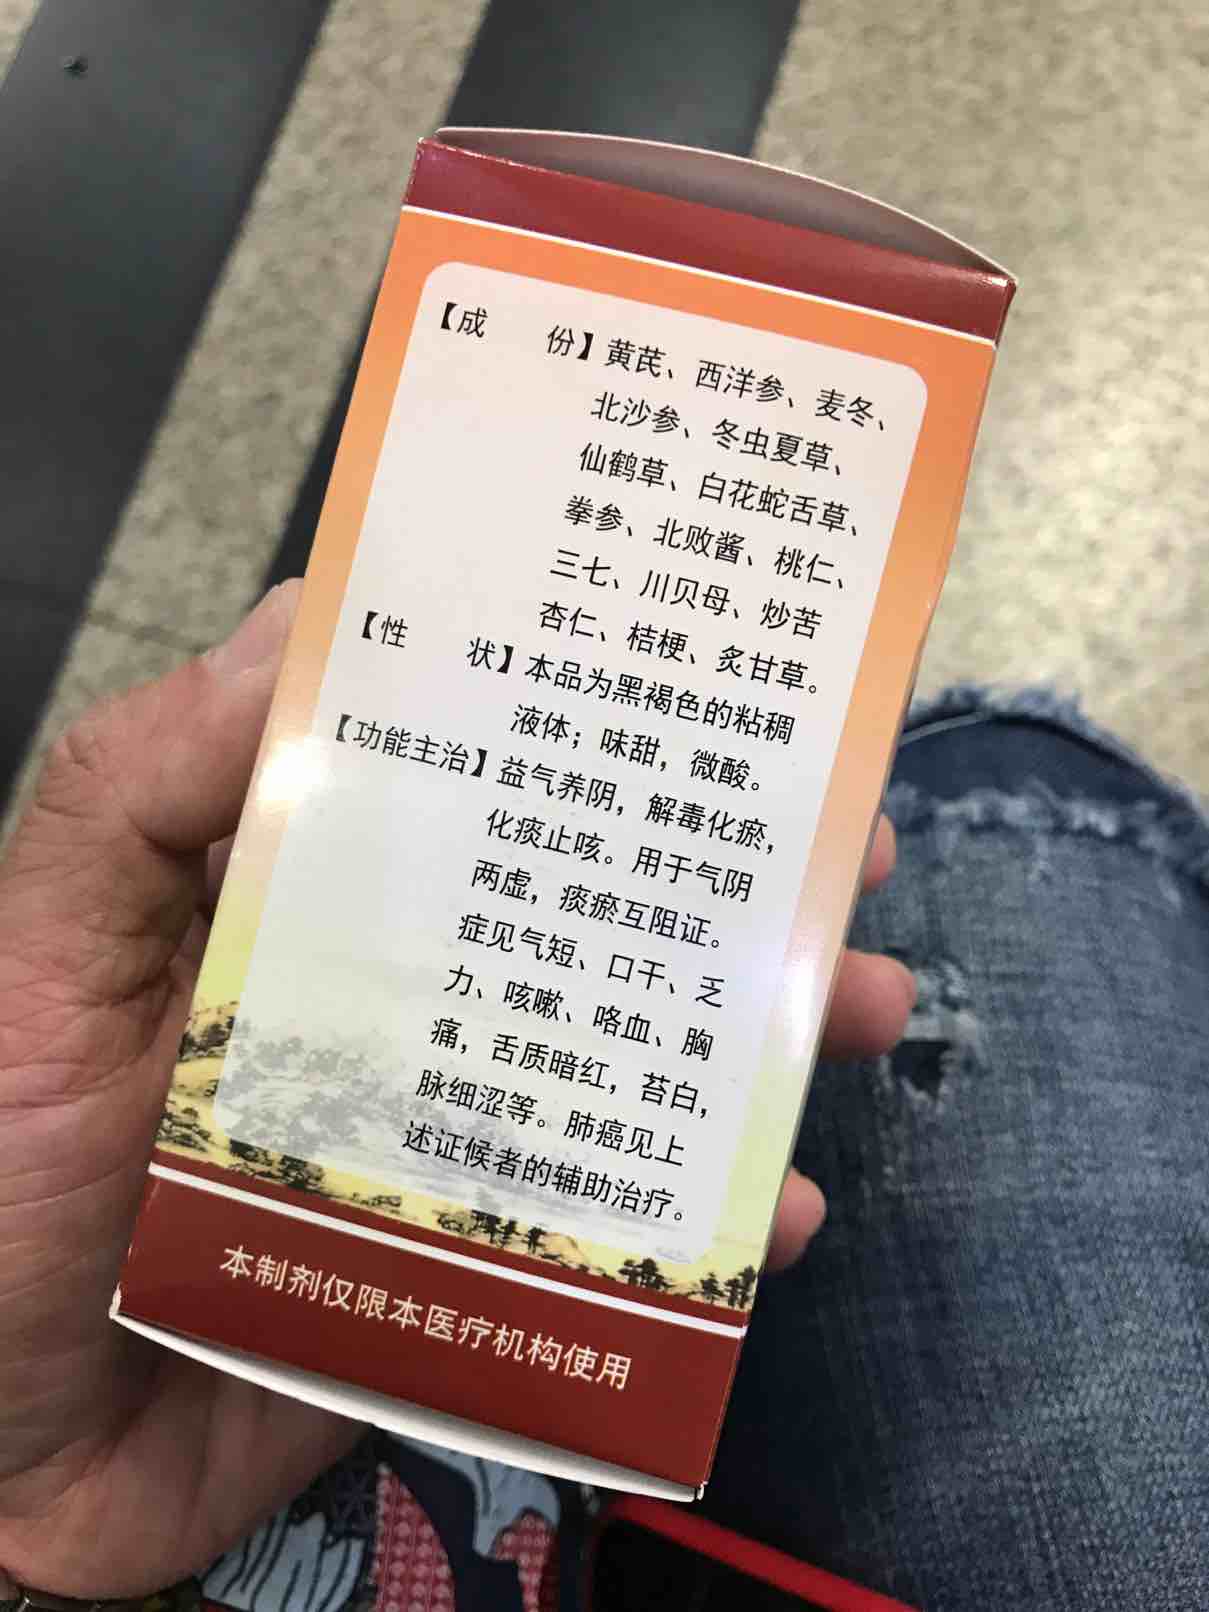 【成 份】黄芪、西洋参、麦冬、
北沙参、冬虫夏草、
仙鹤草、白花蛇舌草、
拳参、北败酱、桃仁、
三七、川贝母、炒苦
杏仁、桔梗、炙甘草。
【性 状】本品为黑褐色的粘稠
液体；味甜，微酸。
【功能主治】益气养阴，解毒化瘀，
化痰止咳。用于气阴
两虚，痰瘀互阻证。
症见气短、口干、乏
力、咳嗽、咯血、胸
痛，舌质暗红，苔白，
脉细涩等。肺癌见上
述证候者的辅助治疗。
本制剂仅限本医疗机构使用